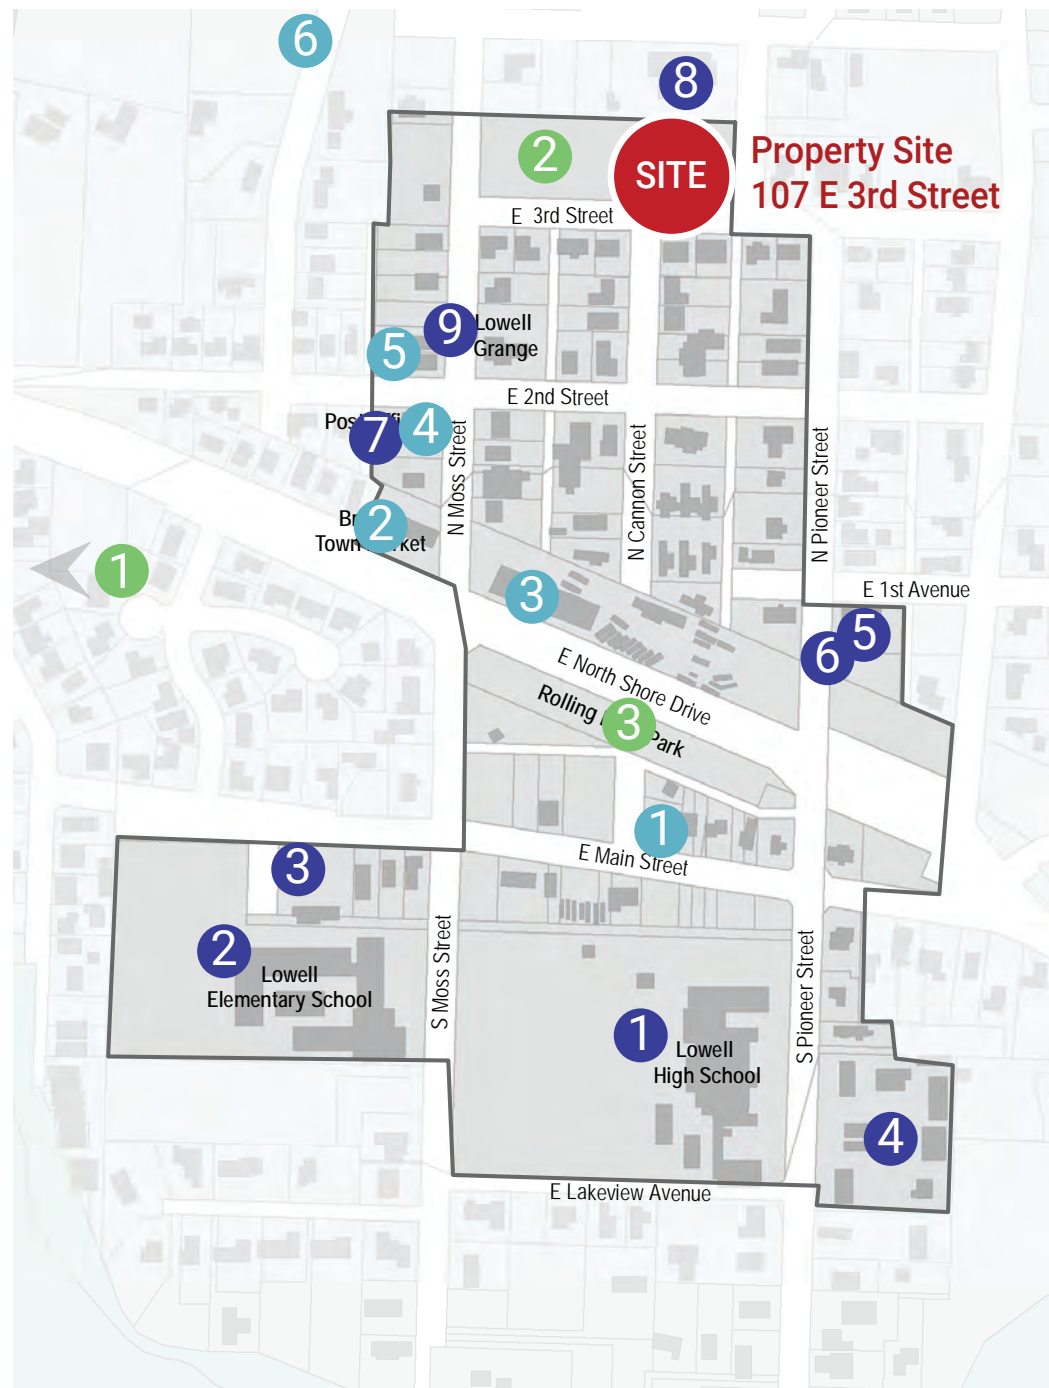 6
8
2
SITE
Property Site
107 E 3rd Street
E 3rd Street
9
Lowell
Grange
5
E 2nd Street
7
4
N Moss Street
N Cannon Street
N Pioneer Street
2
Town
1
3
E 1st Avenue
5
6
E North Shore Drive
Rolling
Park
3
1
E Main Street
3
2
Lowell
Elementary School
S Moss Street
1
Lowell
High School
S Pioneer Street
4
E Lakeview Avenue